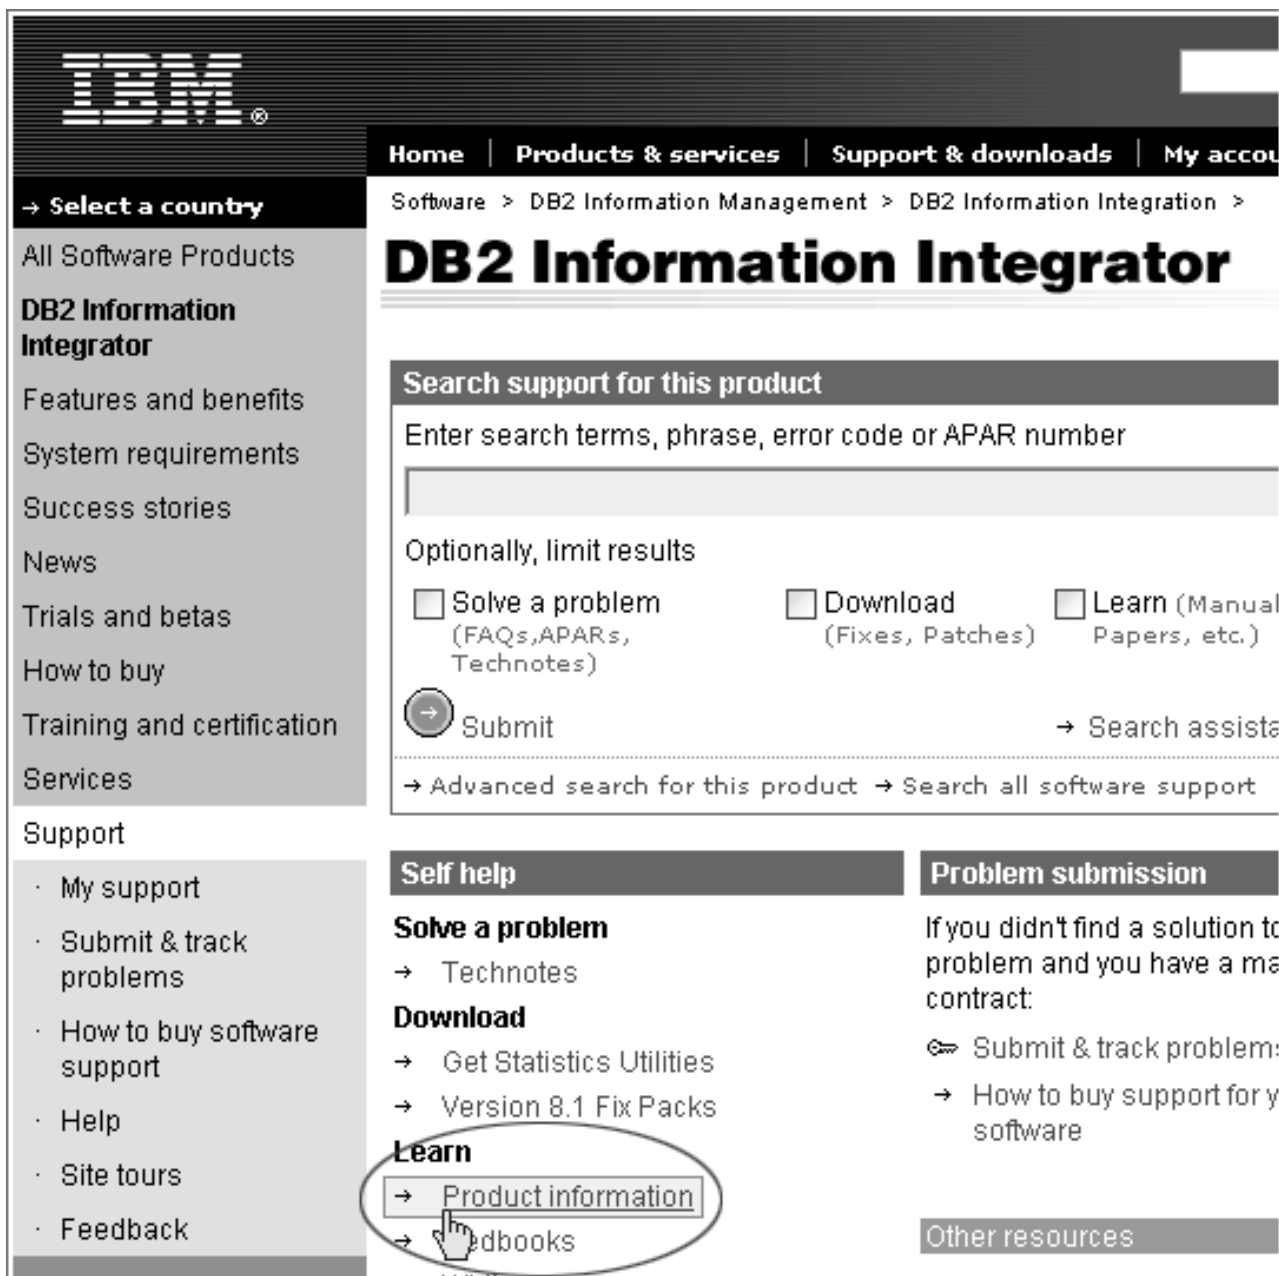 IBM®
Home | Products & services | Support & downloads | My accou
→ Select a country
Software > DB2 Information Management > DB2 Information Integration >
DB2 Information Integrator
All Software Products
DB2 Information
Integrator
Features and benefits
System requirements
Success stories
News
Trials and betas
How to buy
Training and certification
Services
Support
· My support
· Submit & track
problems
· How to buy software
support
· Help
· Site tours
· Feedback
Search support for this product
Enter search terms, phrase, error code or APAR number
Optionally, limit results
Solve a problem
(FAQs,APARs,
Technotes)
Download
(Fixes, Patches)
Learn (Manual
Papers, etc.)
→ Submit
→ Search assista
→ Advanced search for this product → Search all software support
Self help
Solve a problem
→ Technotes
Download
→ Get Statistics Utilities
→ Version 8.1 Fix Packs
Learn
→ Product information
→ edbooks
Problem submission
If you didn't find a solution to
problem and you have a ma
contract:
Submit & track problems
→ How to buy support for y
software
Other resources